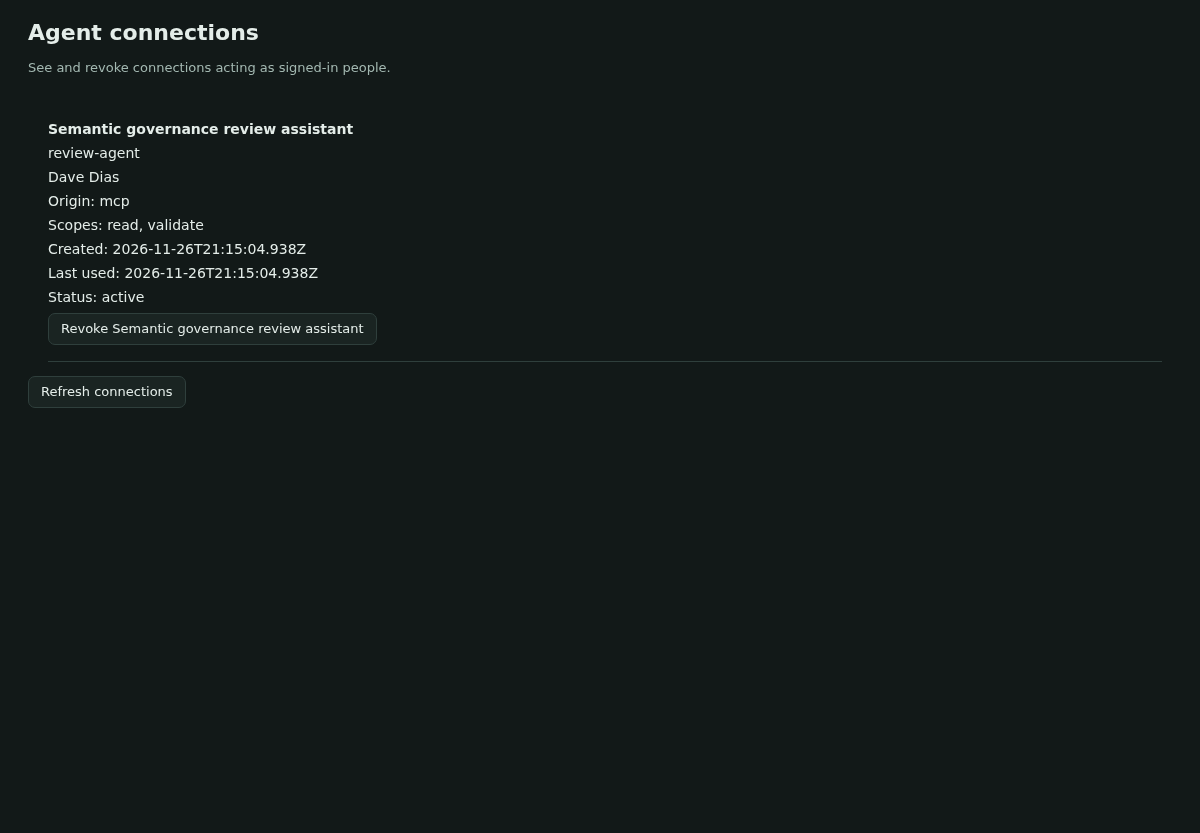 Agent connections
See and revoke connections acting as signed-in people.
Semantic governance review assistant
review-agent
Dave Dias
Origin: mcp
Scopes: read, validate
Created: 2026-11-26T21:15:04.938Z
Last used: 2026-11-26T21:15:04.938Z
Status: active
Revoke Semantic governance review assistant
Refresh connections